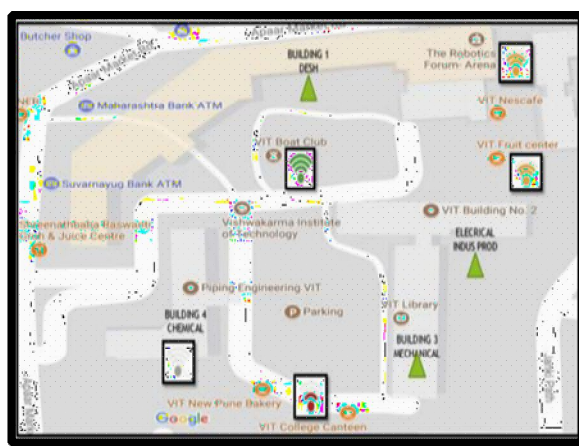 Butcher Shop
Apaar Masket
BUILDING 1
DESH
The Robotics
Forum- Arena
Maharashtra Bank ATM
VIT Nescafe
VIT Boat Club
VIT Fruit center
Suvarnayug Bank ATM
VIT Building No. 2
Vishwakarma Institute
of Technology
& Juice Centre
ELECRICAL
INDUS PROD
Piping-Engineering VIT
Parking
VIT Library
BUILDING 4
CHEMICAL
BUILDING 3
MECHANICAL
VIT New Pune Bakery
Google
VIT College Canteen